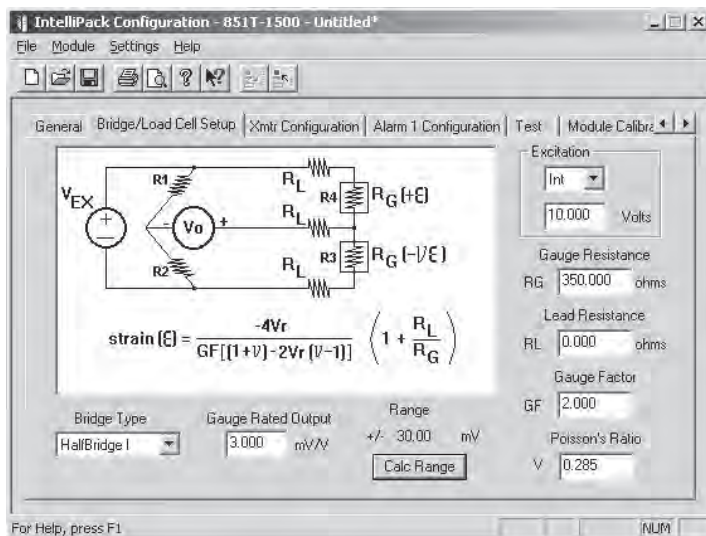 IntelliPack Configuration - 851T-1500 - Untitled*
File Module Settings Help
General Bridge/Load Cell Setup Xmtr Configuration Alarm 1 Configuration Test Module Calibra
VEX
+
−
R1
R2
- Vo +
RL
RL
RL
R4 RG (+ε)
R3 RG (-νε)
strain (ε) = -4Vr / GF[(1+ν) - 2Vr (ν-1)] (1 + RL / RG)
Bridge Type
HalfBridge I
Gauge Rated Output
3.000 mV/V
Range
+/- 30.00 mV
Calc Range
Excitation
Int
10.000 Volts
Gauge Resistance
RG 350.000 ohms
Lead Resistance
RL 0.000 ohms
Gauge Factor
GF 2.000
Poisson's Ratio
V 0.285
For Help, press F1
NUM